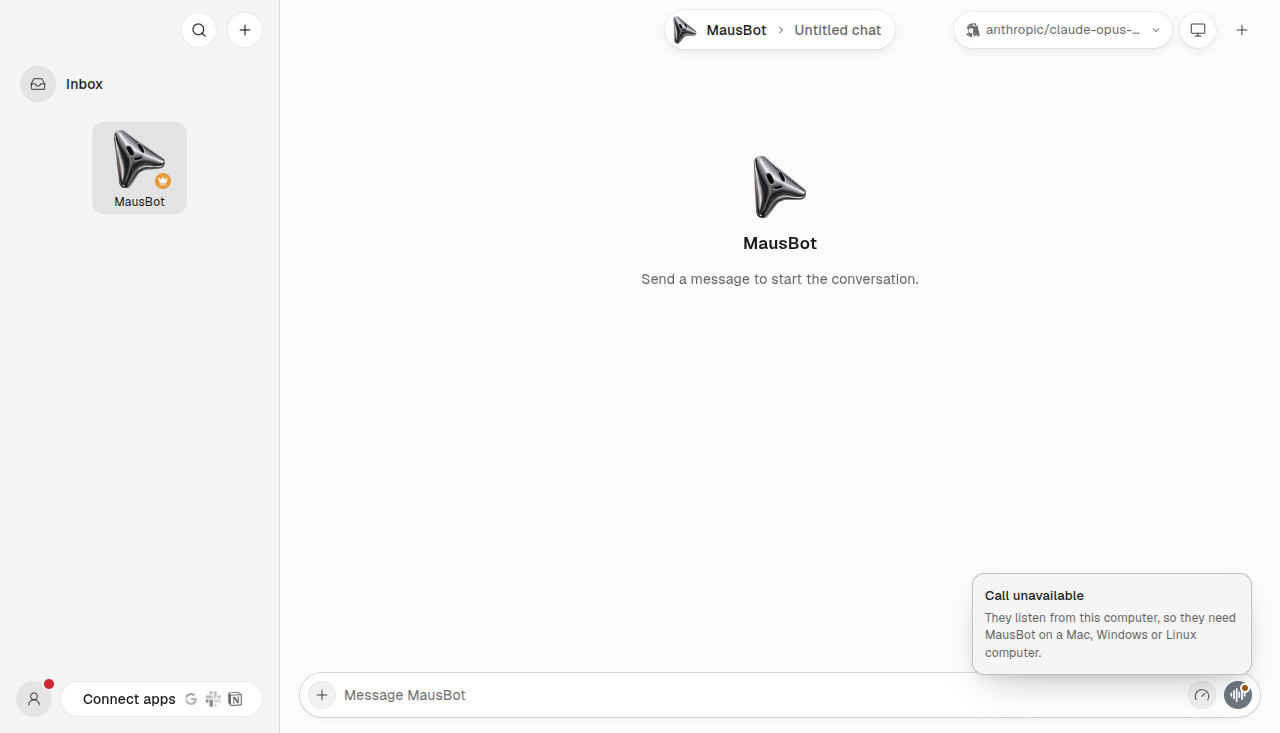 MausBot
Untitled chat
anthropic/claude-opus-...
Inbox
MausBot
MausBot
Send a message to start the conversation.
Call unavailable
They listen from this computer, so they need
MausBot on a Mac, Windows or Linux
computer.
Connect apps
Message MausBot